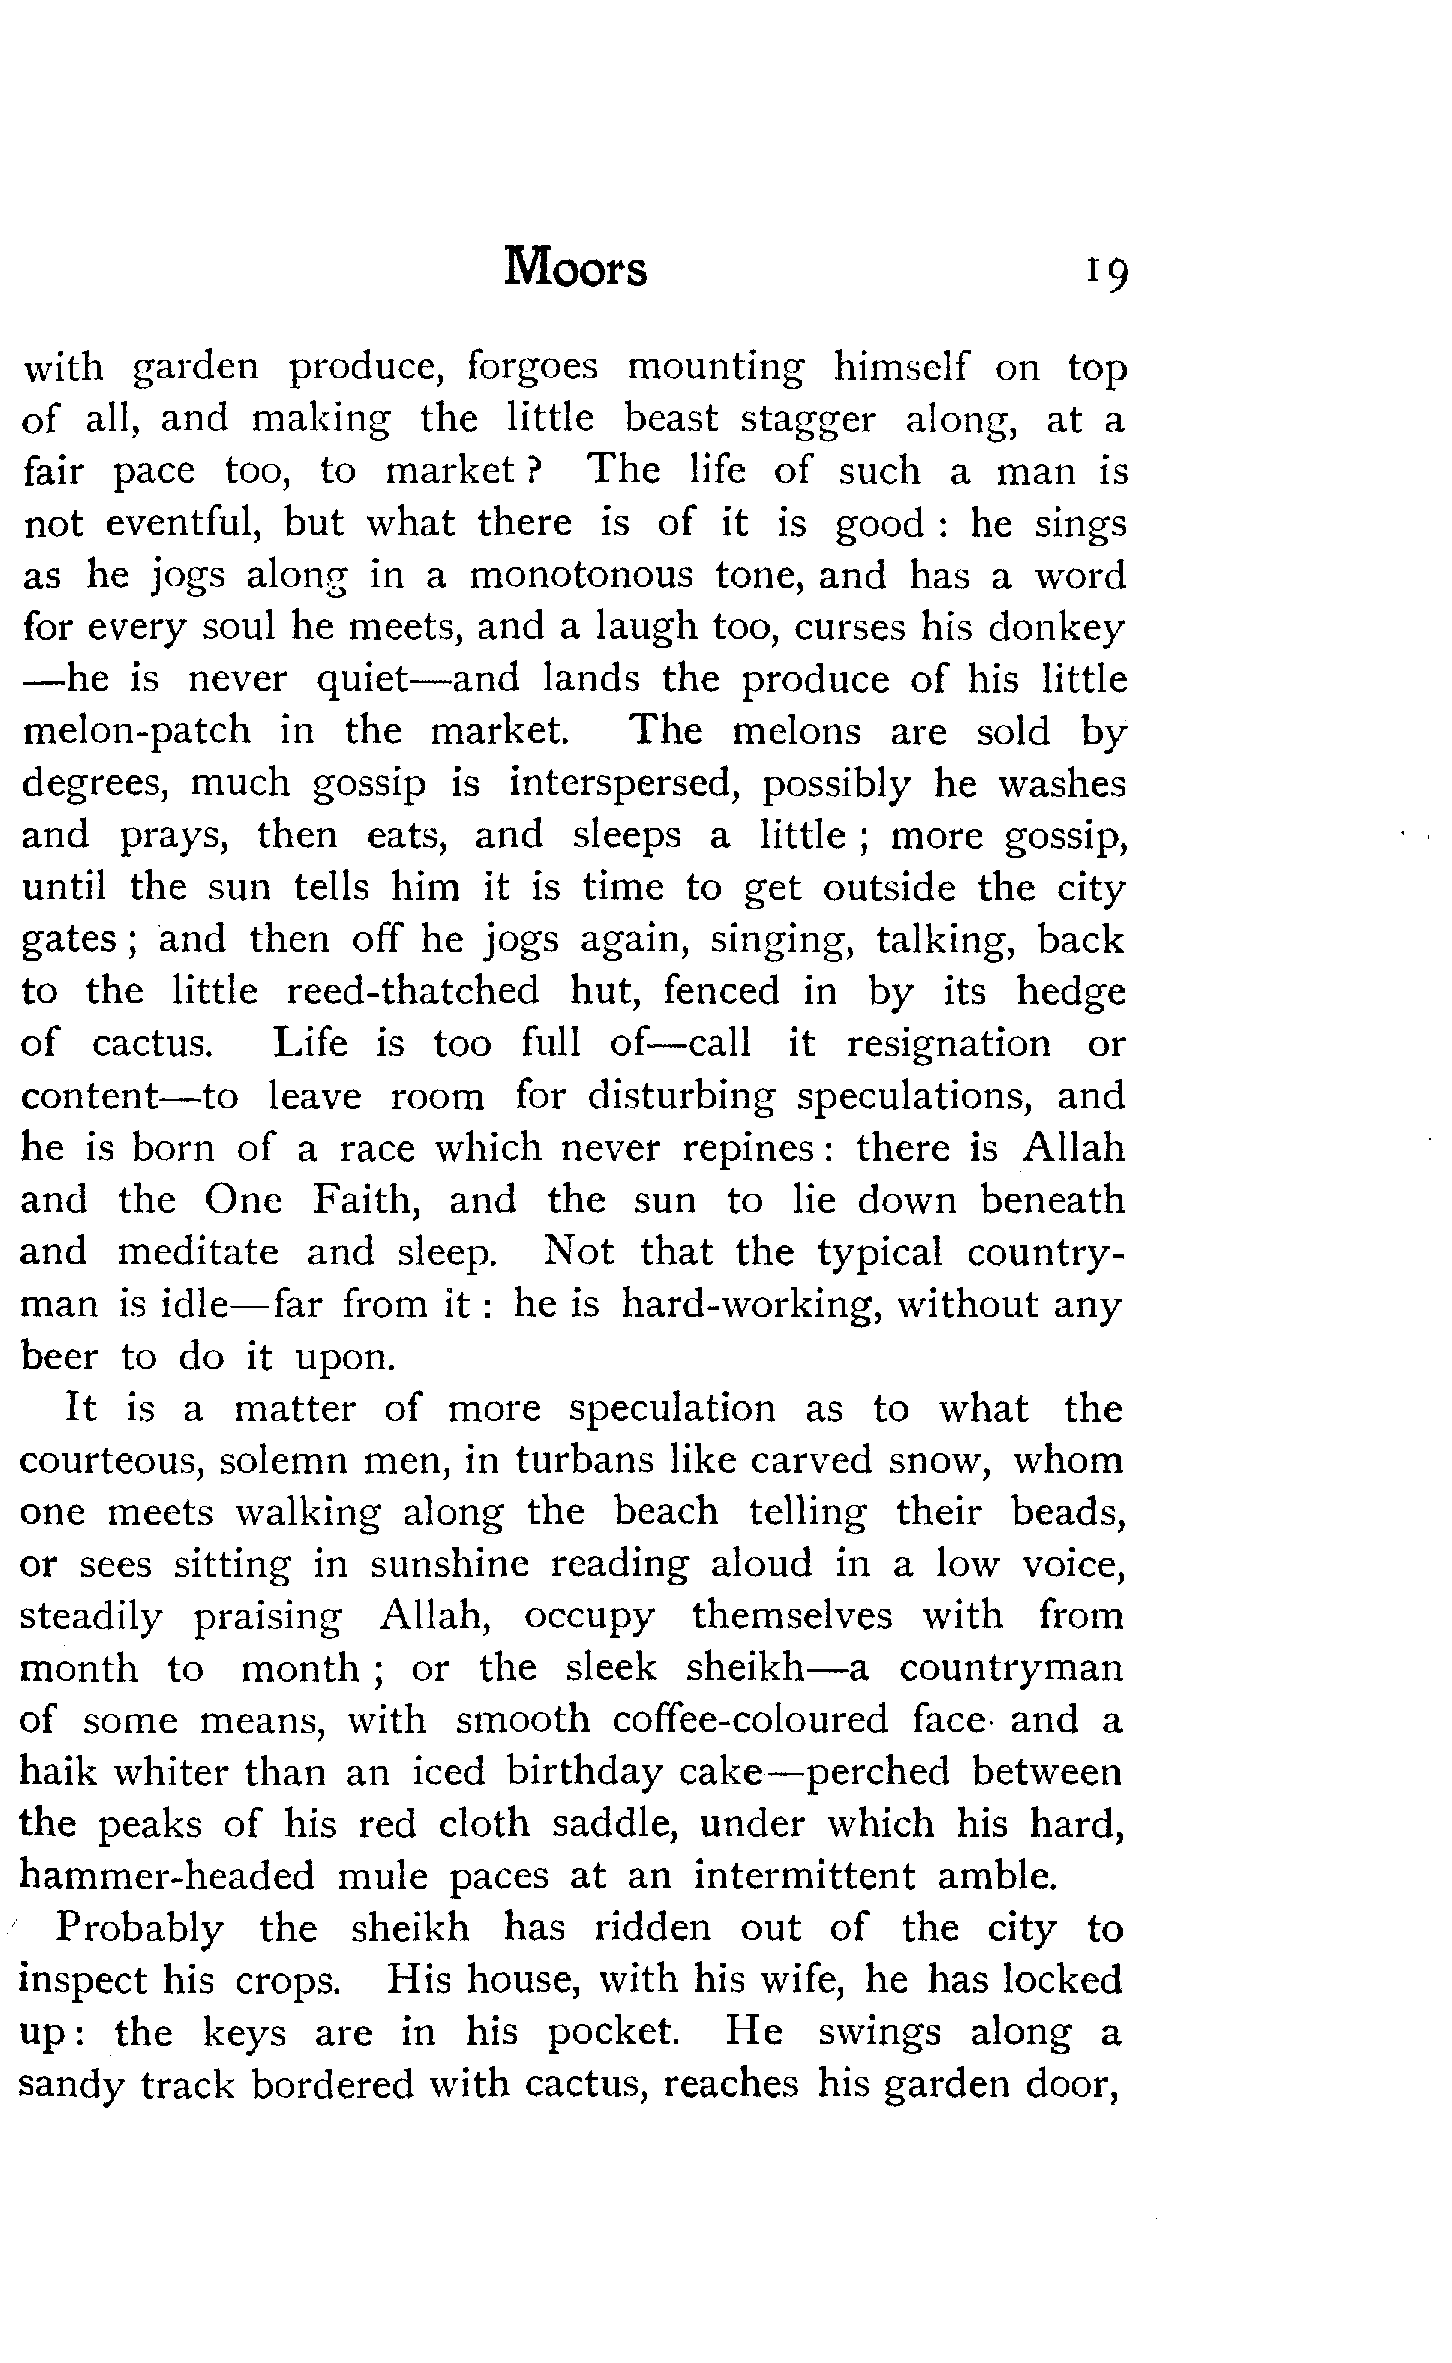 Moors 19
with garden produce, forgoes mounting himself on top
of all, and making the little beast stagger along, at a
fair pace too, to market ? The life of such a man is
not eventful, but what there is of it is good : he sings
as he jogs along in a monotonous tone, and has a word
for every soul he meets, and a laugh too, curses his donkey
—he is never quiet—and lands the produce of his little
melon-patch in the market. The melons are sold by
degrees, much gossip is interspersed, possibly he washes
and prays, then eats, and sleeps a little ; more gossip,
until the sun tells him it is time to get outside the city
gates ; and then off he jogs again, singing, talking, back
to the little reed-thatched hut, fenced in by its hedge
of cactus. Life is too full of—call it resignation or
content—to leave room for disturbing speculations, and
he is born of a race which never repines : there is Allah
and the One Faith, and the sun to lie down beneath
and meditate and sleep. Not that the typical country-
man is idle—far from it : he is hard-working, without any
beer to do it upon.
It is a matter of more speculation as to what the
courteous, solemn men, in turbans like carved snow, whom
one meets walking along the beach telling their beads,
or sees sitting in sunshine reading aloud in a low voice,
steadily praising Allah, occupy themselves with from
month to month ; or the sleek sheikh—a countryman
of some means, with smooth coffee-coloured face and a
haik whiter than an iced birthday cake—perched between
the peaks of his red cloth saddle, under which his hard,
hammer-headed mule paces at an intermittent amble.
Probably the sheikh has ridden out of the city to
inspect his crops. His house, with his wife, he has locked
up : the keys are in his pocket. He swings along a
sandy track bordered with cactus, reaches his garden door,